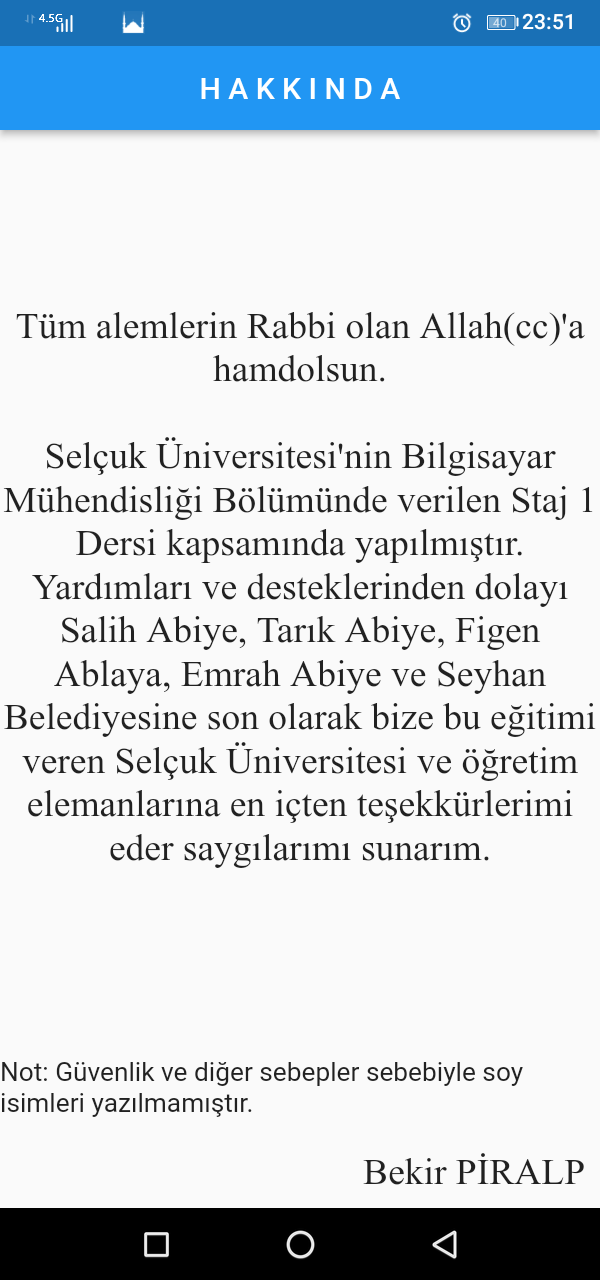 4.5G
40 23:51
HAKKINDA
Tüm alemlerin Rabbi olan Allah(cc)'a
hamdolsun.
Selçuk Üniversitesi'nin Bilgisayar
Mühendisliği Bölümünde verilen Staj 1
Dersi kapsamında yapılmıştır.
Yardımları ve desteklerinden dolayı
Salih Abiye, Tarık Abiye, Figen
Ablaya, Emrah Abiye ve Seyhan
Belediyesine son olarak bize bu eğitimi
veren Selçuk Üniversitesi ve öğretim
elemanlarına en içten teşekkürlerimi
eder saygılarımı sunarım.
Not: Güvenlik ve diğer sebepler sebebiyle soy
isimleri yazılmamıştır.
Bekir PİRALP